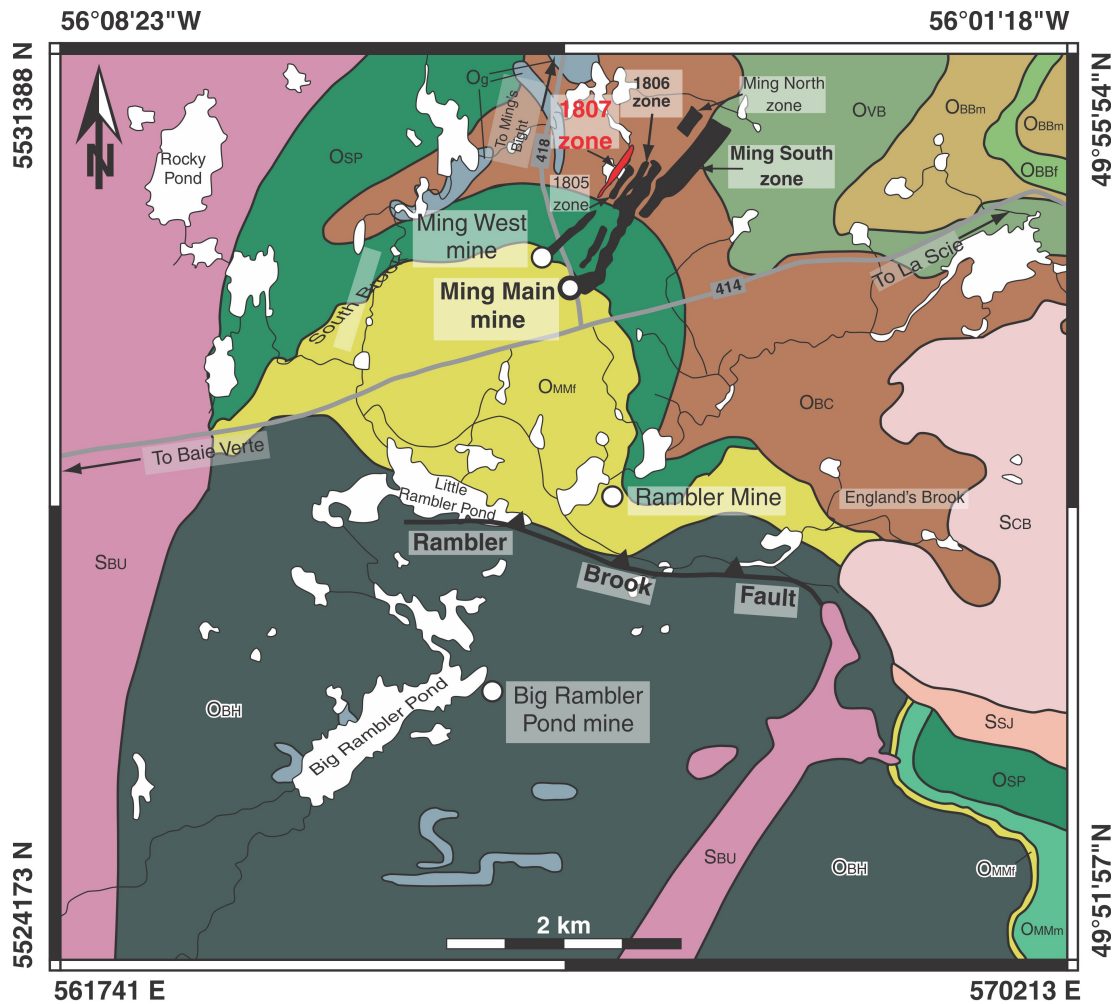 56°08'23"W
56°01'18"W
5531388 N
49°55'54"N
N
Rocky
Pond
OSP
Og
To Ming's
Bight
418
1807
zone
1806
zone
Ming North
zone
OVB
OBBm
OBBm
OBBf
Ming South
zone
1805
zone
Ming West
mine
To La Scie
South Brook
Ming Main
mine
414
OMMf
OBC
To Baie Verte
Little
Rambler Pond
Rambler Mine
England's Brook
SCB
Rambler
Brook
Fault
SBU
OBH
Big Rambler Pond
Big Rambler
Pond mine
SSJ
OSP
SBU
OBH
OMMf
OMMm
2 km
5524173 N
49°51'57"N
561741 E
570213 E